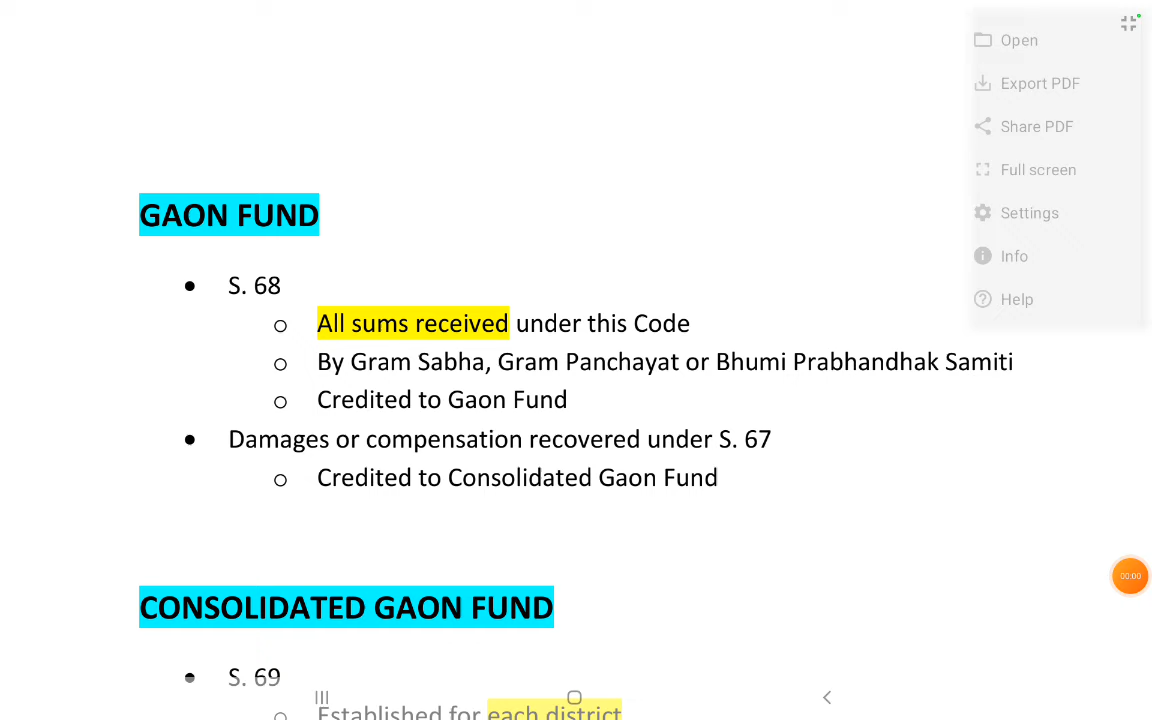 GAON FUND
• S. 68
o All sums received under this Code
o By Gram Sabha, Gram Panchayat or Bhumi Prabhandhak Samiti
o Credited to Gaon Fund
• Damages or compensation recovered under S. 67
o Credited to Consolidated Gaon Fund
CONSOLIDATED GAON FUND
• S. 69
o Established for each district
Open
Export PDF
Share PDF
Full screen
Settings
Info
Help
00:00